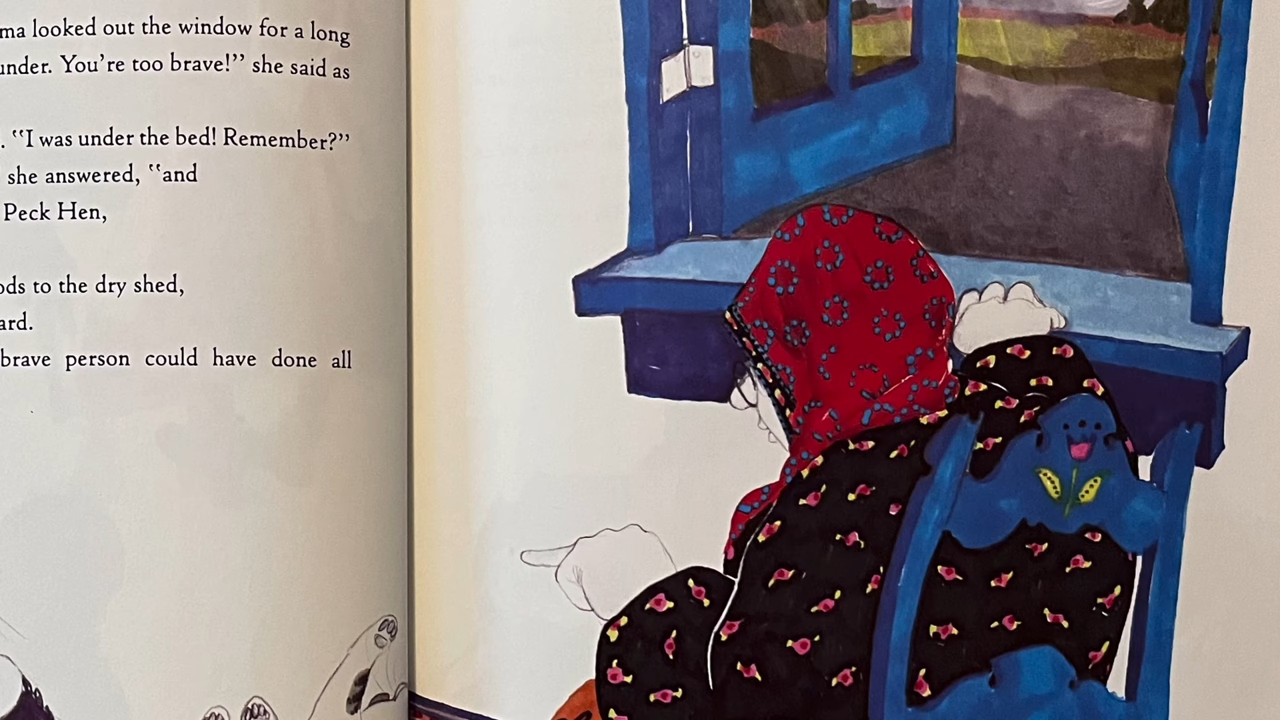 ma looked out the window for a long
under. You're too brave!” she said as
. “I was under the bed! Remember?”
she answered, “and
Peck Hen,
ods to the dry shed,
ard.
brave person could have done all